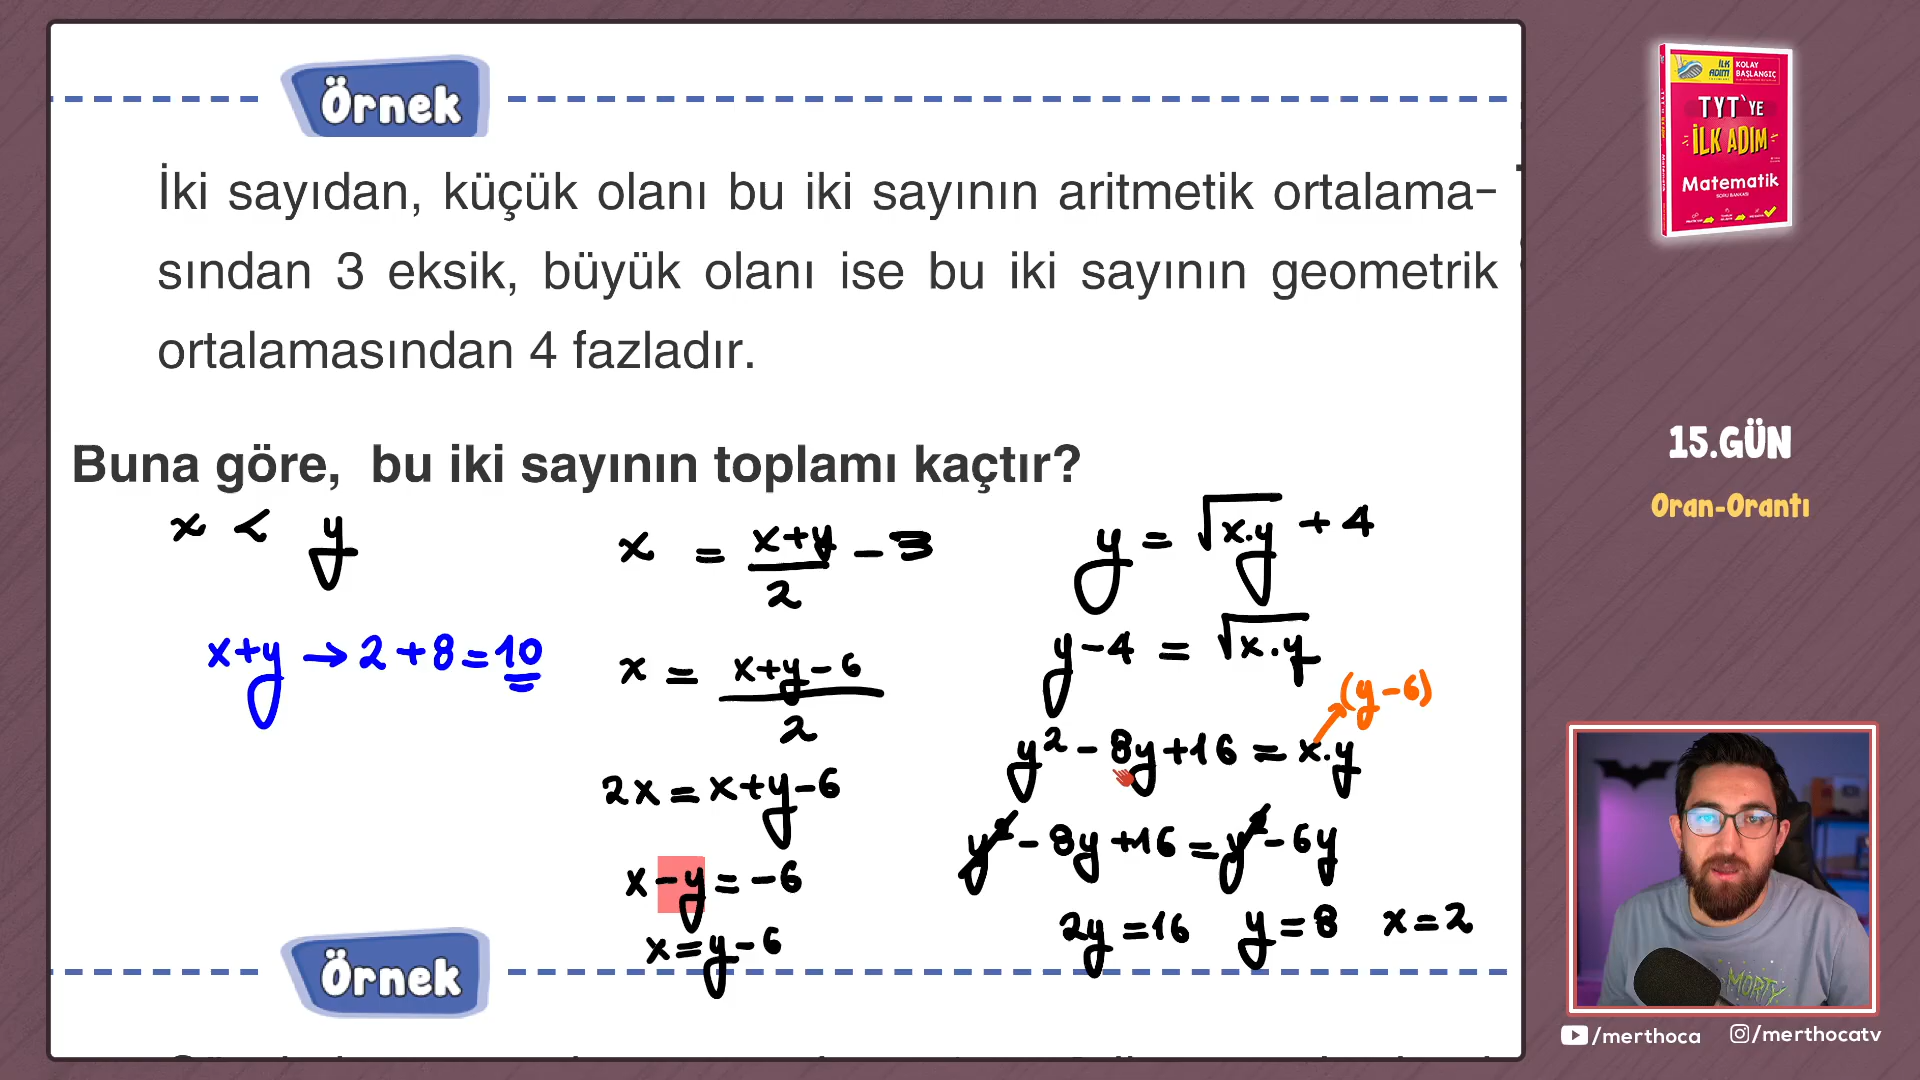 Örnek
İki sayıdan, küçük olanı bu iki sayının aritmetik ortalama-
sından 3 eksik, büyük olanı ise bu iki sayının geometrik
ortalamasından 4 fazladır.
Buna göre, bu iki sayının toplamı kaçtır?
x < y
x+y → 2+8=10
x = x+y/2 - 3
x = x+y-6/2
2x = x+y-6
x-y = -6
x = y-6
y = √x.y + 4
y-4 = √x.y
(y-6)
y² - 8y+16 = x.y
y² - 8y+16 = y² - 6y
2y = 16 y = 8 x = 2
Örnek
İLK ADIM
KOLAY BAŞLANGIÇ
TYT'YE
İLK ADIM
Matematik
SORU BANKASI
15.GÜN
Oran-Orantı
MORTY
/merthoca /merthocatv